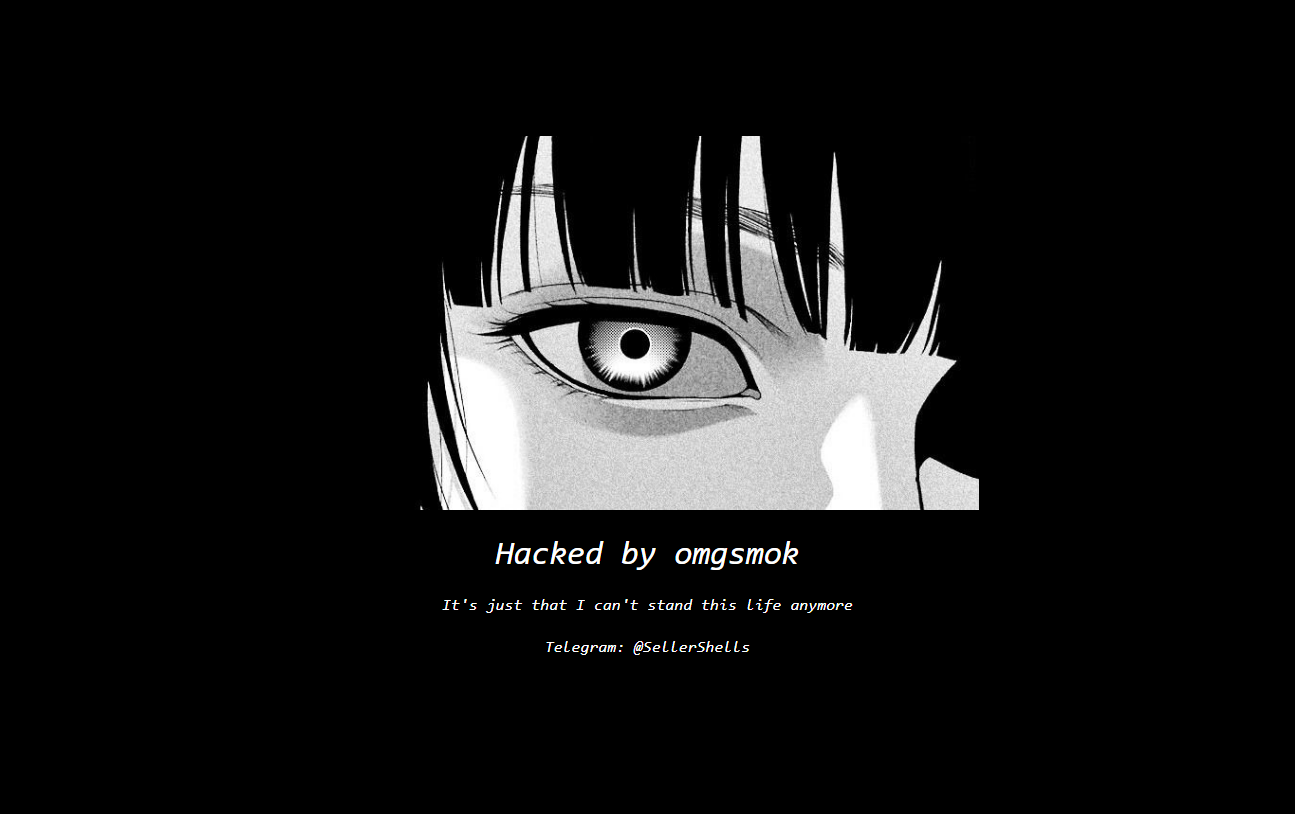 Hacked by omgsmok
It's just that I can't stand this life anymore
Telegram: @SellerShells